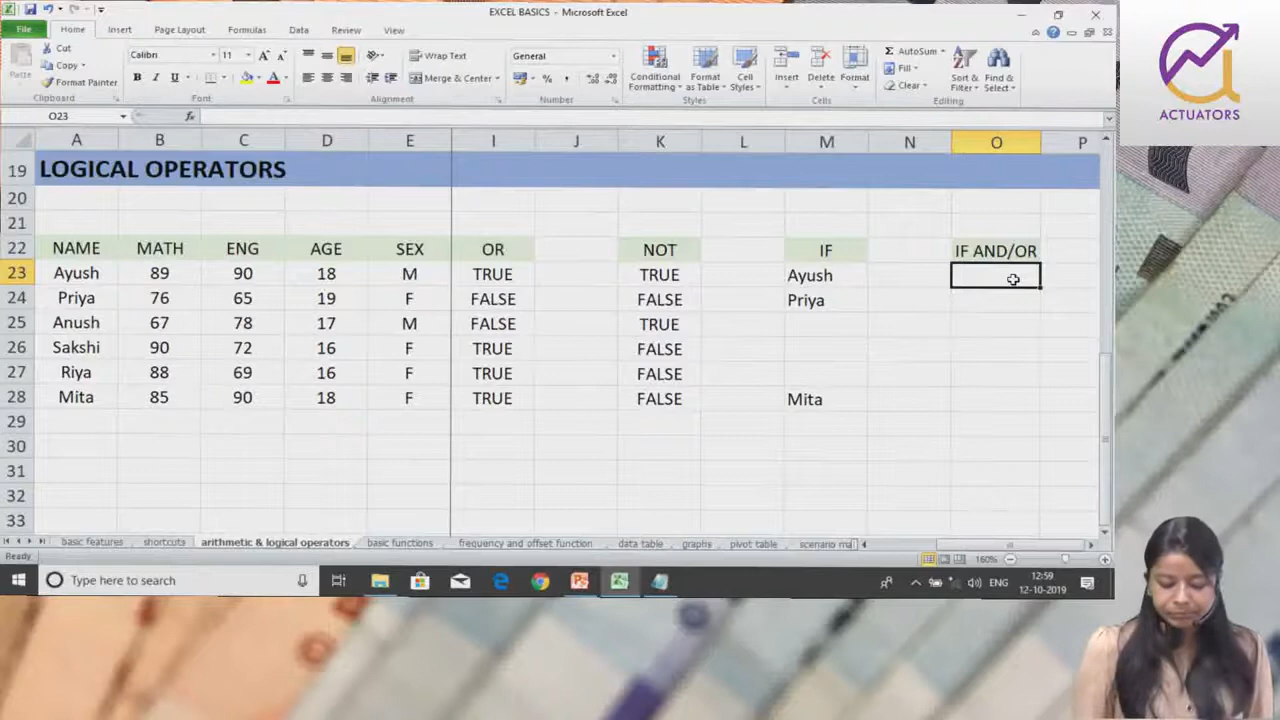 EXCEL BASICS - Microsoft Excel
File Home Insert Page Layout Formulas Data Review View
Cut
Copy
Format Painter
Paste
Clipboard
Calibri 11
B I U
Font
Wrap Text
Merge & Center
Alignment
General
%
Number
Conditional Formatting
Format as Table
Cell Styles
Styles
Insert Delete Format
Cells
Σ AutoSum
Fill
Clear
Sort & Filter
Find & Select
Editing
ACTUATORS
O23 fx
A B C D E I J K L M N O P
19 LOGICAL OPERATORS
20
21
22 NAME MATH ENG AGE SEX OR NOT IF IF AND/OR
23 Ayush 89 90 18 M TRUE TRUE Ayush
24 Priya 76 65 19 F FALSE FALSE Priya
25 Anush 67 78 17 M FALSE TRUE
26 Sakshi 90 72 16 F TRUE FALSE
27 Riya 88 69 16 F TRUE FALSE
28 Mita 85 90 18 F TRUE FALSE Mita
29
30
31
32
33
basic features shortcuts arithmetic & logical operators basic functions frequency and offset function data table graphs pivot table scenario ma
Ready 160%
Type here to search
ENG
12:59
12-10-2019